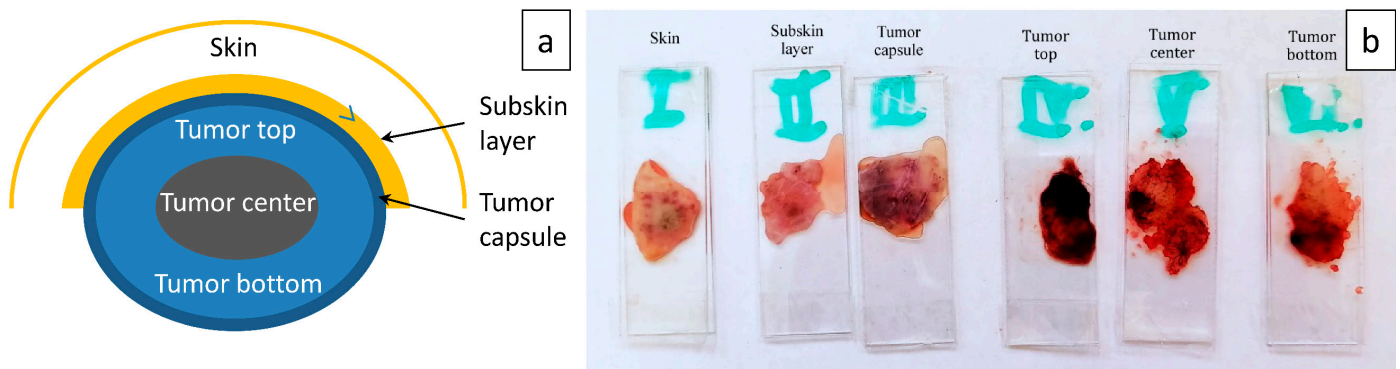 a
Skin
Subskin
layer
Tumor top
Tumor center
Tumor
capsule
Tumor bottom
b
Skin
Subskin
layer
Tumor
capsule
Tumor
top
Tumor
center
Tumor
bottom
I
II
III
IV.
V